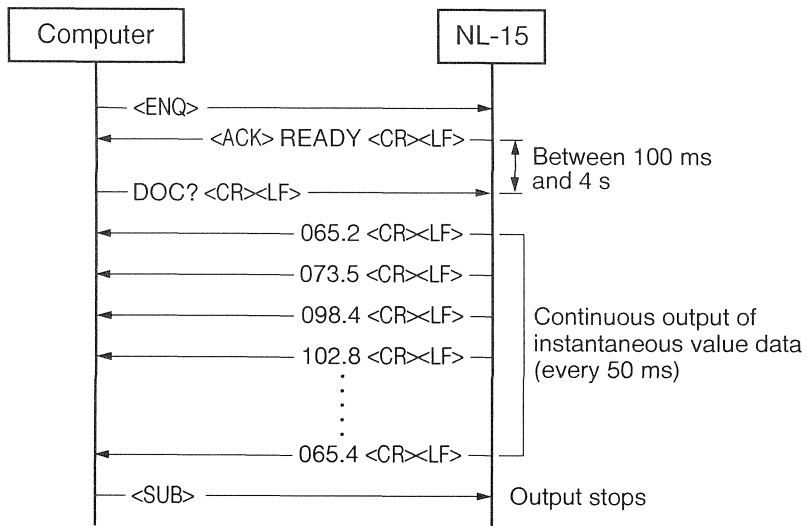 Computer
NL-15
<ENQ>
<ACK> READY <CR><LF>
Between 100 ms
and 4 s
DOC? <CR><LF>
065.2 <CR><LF>
073.5 <CR><LF>
098.4 <CR><LF>
Continuous output of
instantaneous value data
(every 50 ms)
102.8 <CR><LF>
065.4 <CR><LF>
<SUB>
Output stops